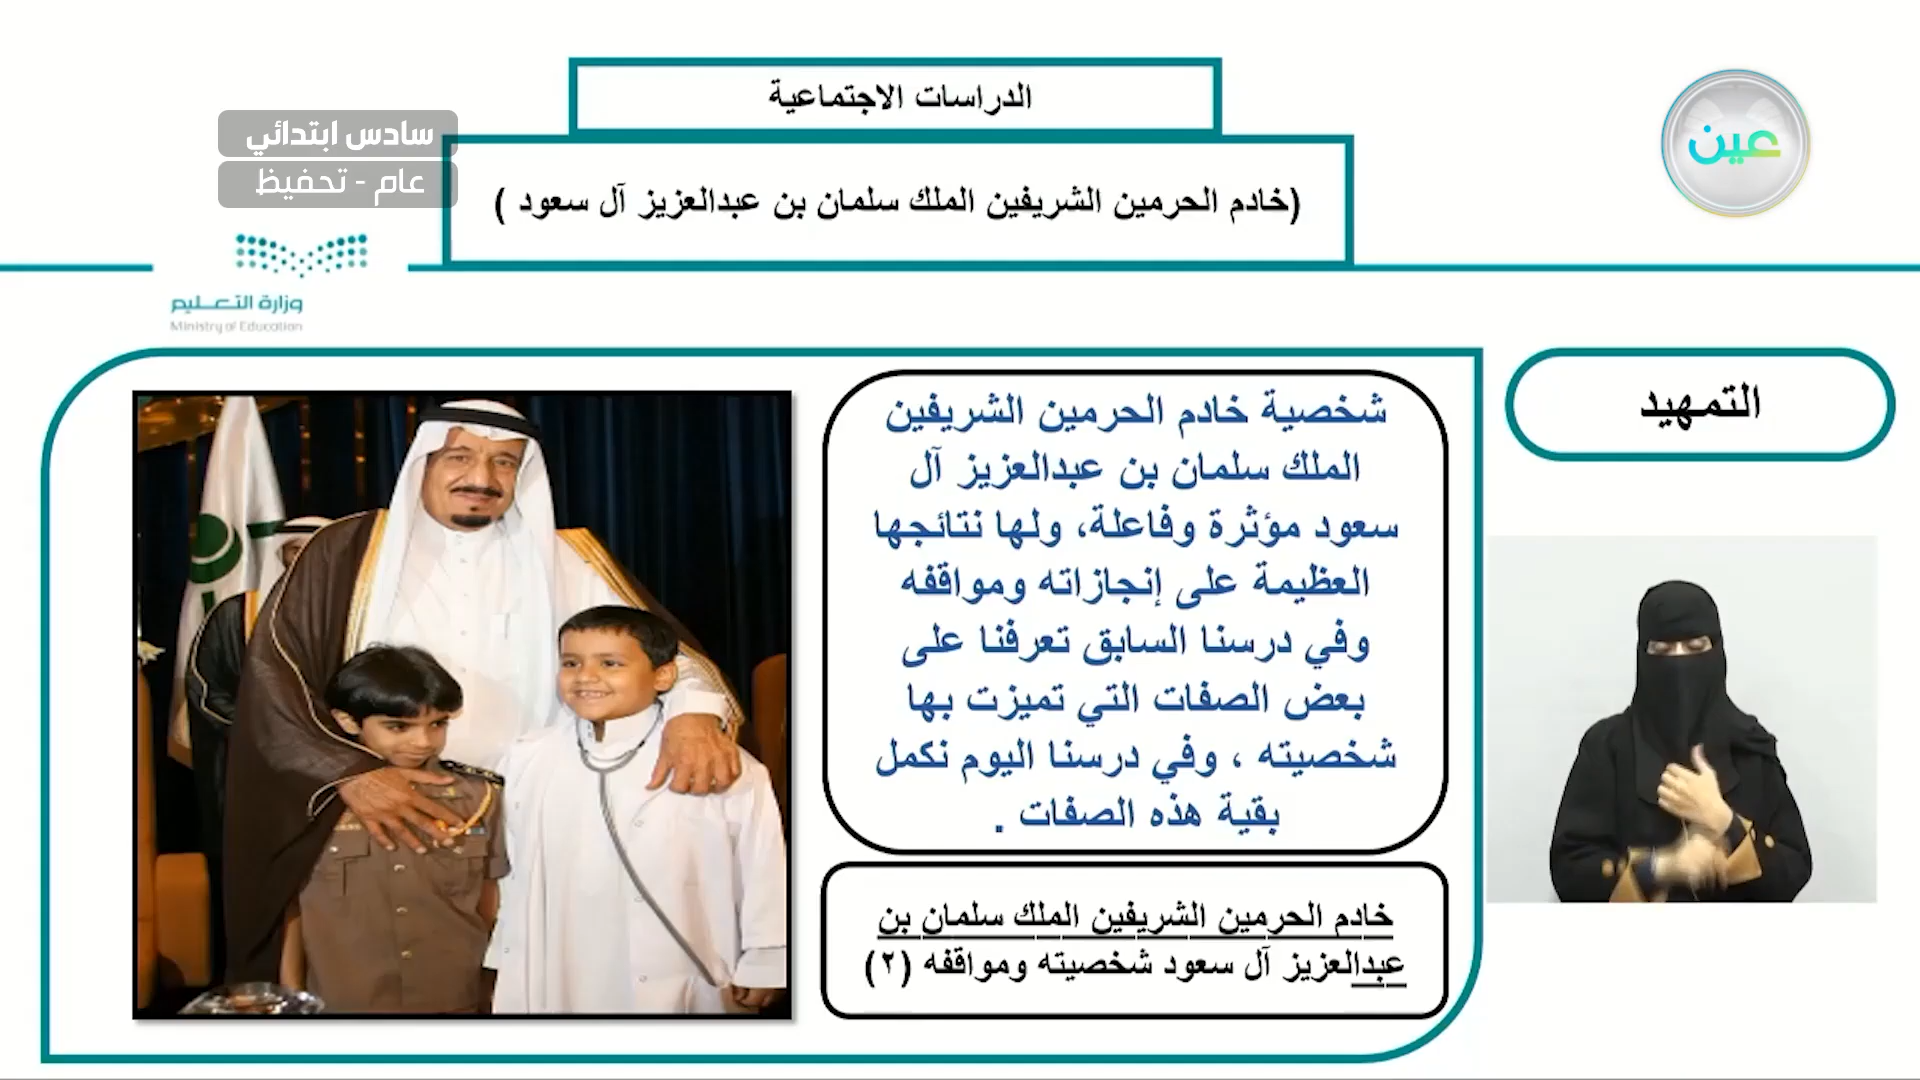 الدراسات الاجتماعية
عين
سادس ابتدائي
عام - تحفيظ
(خادم الحرمين الشريفين الملك سلمان بن عبدالعزيز آل سعود )
وزارة التعليم
Ministry of Education
التمهيد
شخصية خادم الحرمين الشريفين
الملك سلمان بن عبدالعزيز آل
سعود مؤثرة وفاعلة، ولها نتائجها
العظيمة على إنجازاته ومواقفه
وفي درسنا السابق تعرفنا على
بعض الصفات التي تميزت بها
شخصيته ، وفي درسنا اليوم نكمل
بقية هذه الصفات .
خادم الحرمين الشريفين الملك سلمان بن
عبدالعزيز آل سعود شخصيته ومواقفه (٢)